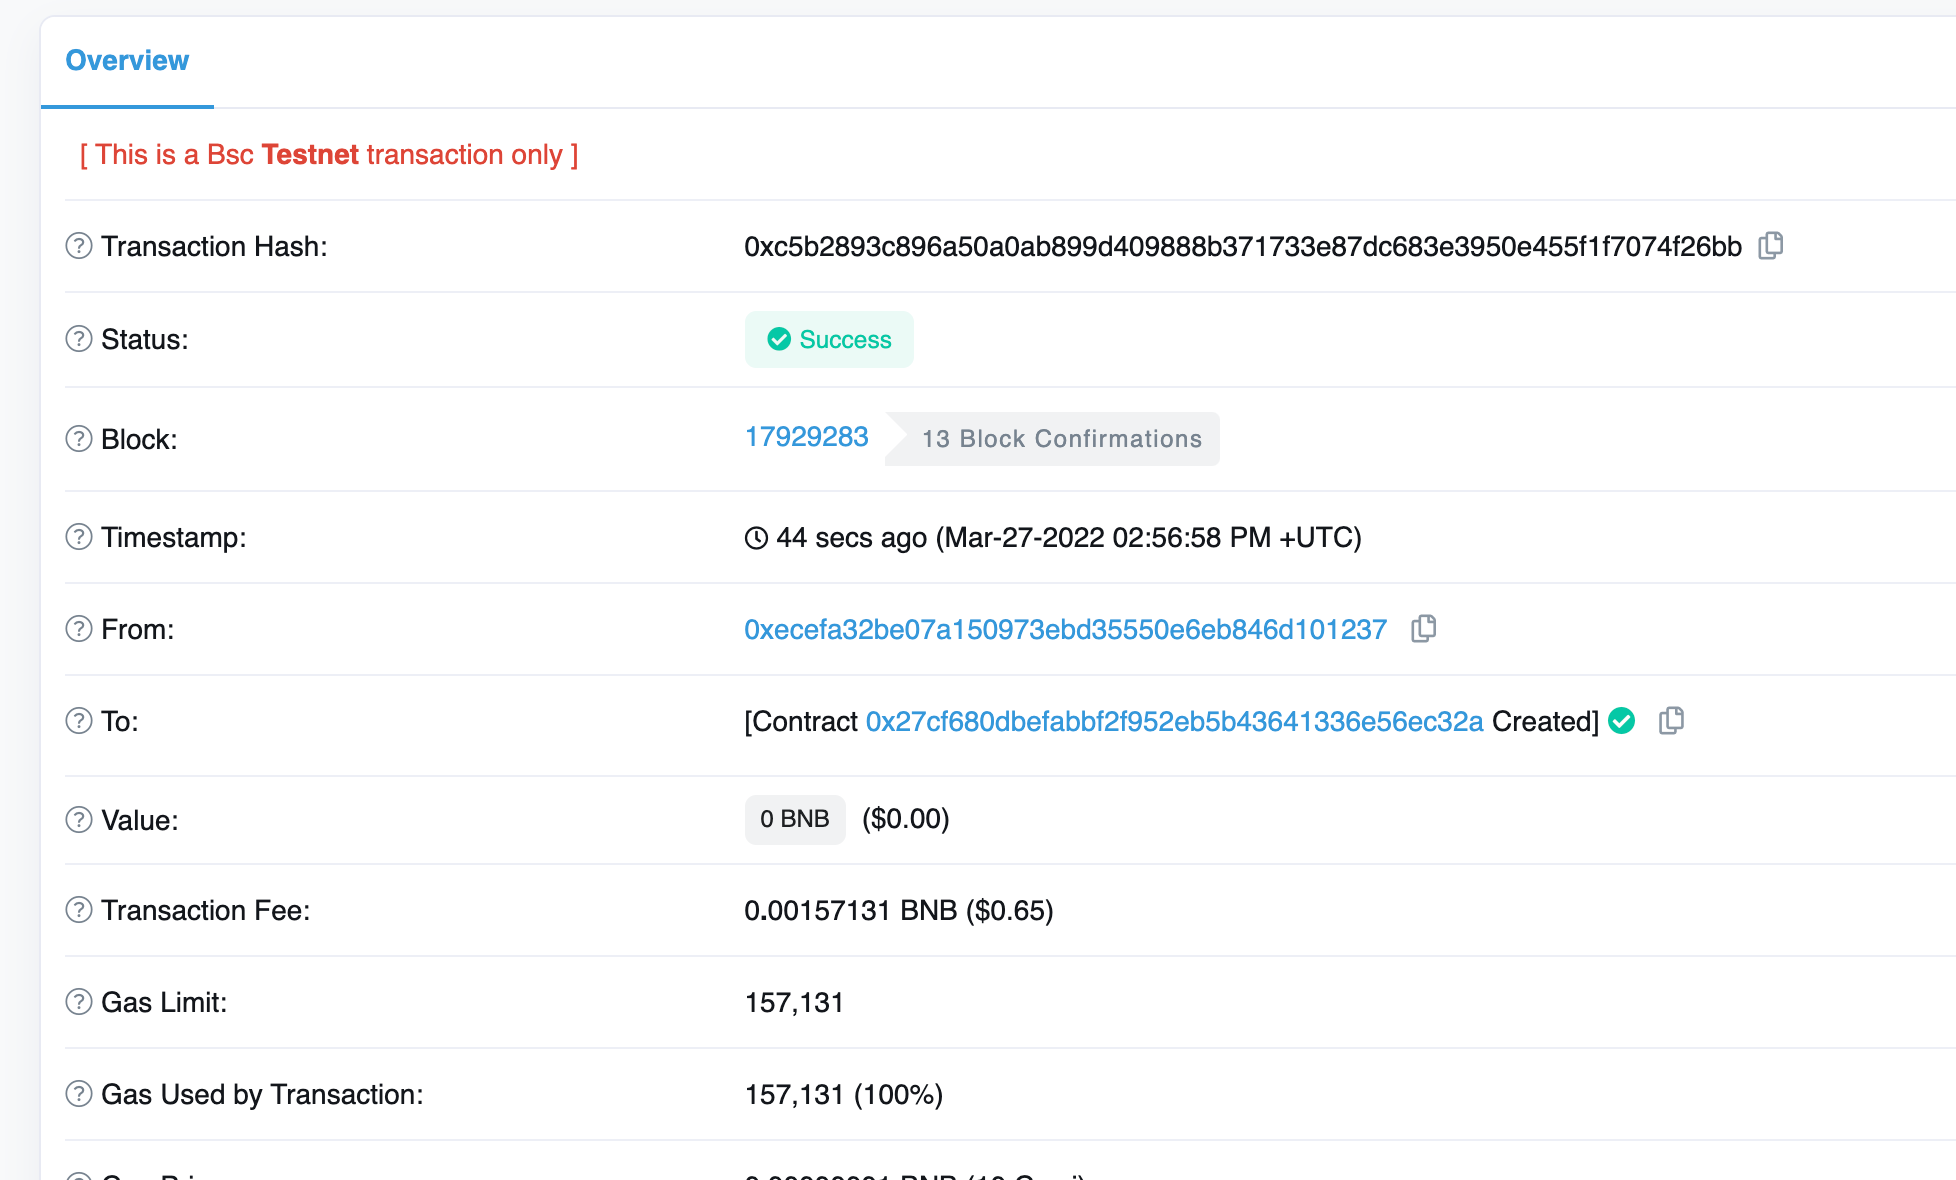 Overview
[ This is a Bsc Testnet transaction only ]
Transaction Hash: 0xc5b2893c896a50a0ab899d409888b371733e87dc683e3950e455f1f7074f26bb
Status: Success
Block: 17929283 13 Block Confirmations
Timestamp: 44 secs ago (Mar-27-2022 02:56:58 PM +UTC)
From: 0xecefa32be07a150973ebd35550e6eb846d101237
To: [Contract 0x27cf680dbefabbf2f952eb5b43641336e56ec32a Created]
Value: 0 BNB ($0.00)
Transaction Fee: 0.00157131 BNB ($0.65)
Gas Limit: 157,131
Gas Used by Transaction: 157,131 (100%)